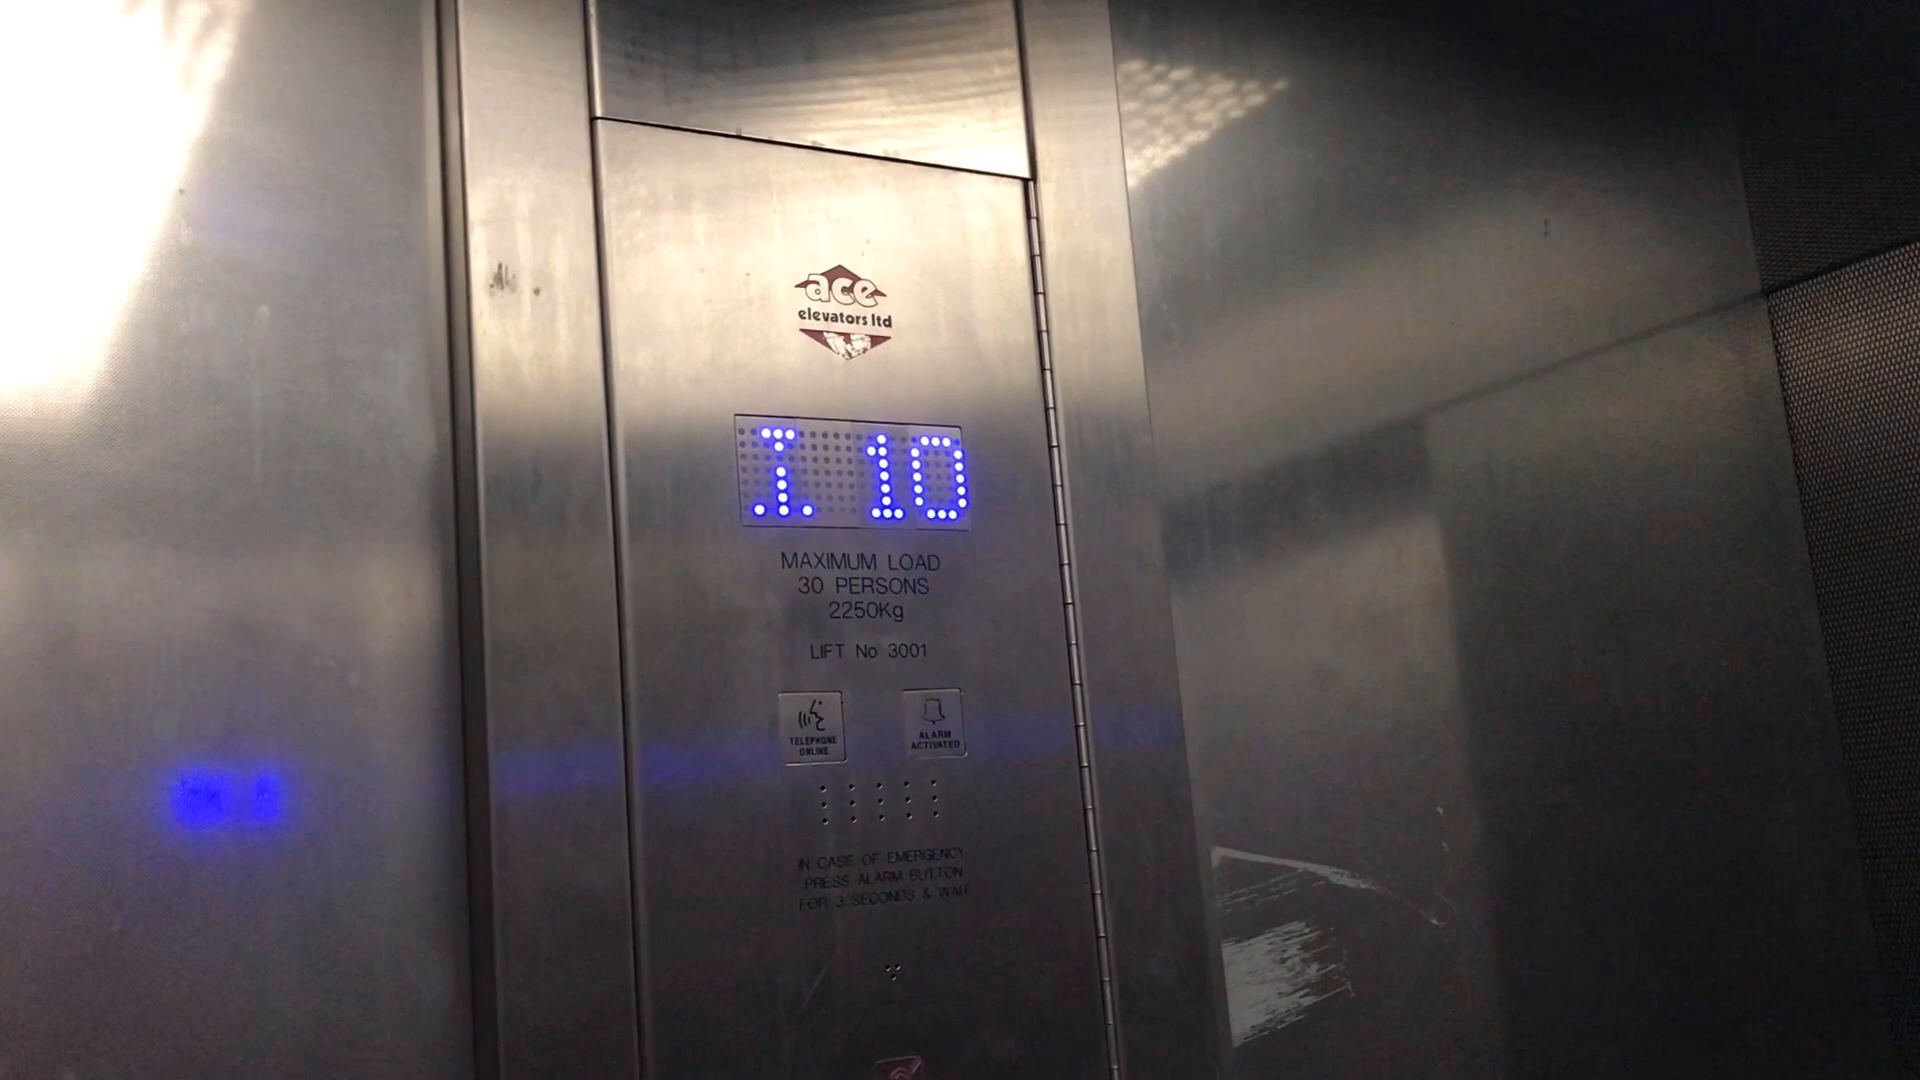 ace
elevators ltd
10
MAXIMUM LOAD
30 PERSONS
2250Kg
LIFT No 3001
TELEPHONE
ONLINE
ALARM
ACTIVATED
IN CASE OF EMERGENCY
PRESS ALARM BUTTON
FOR 3 SECONDS & WAIT